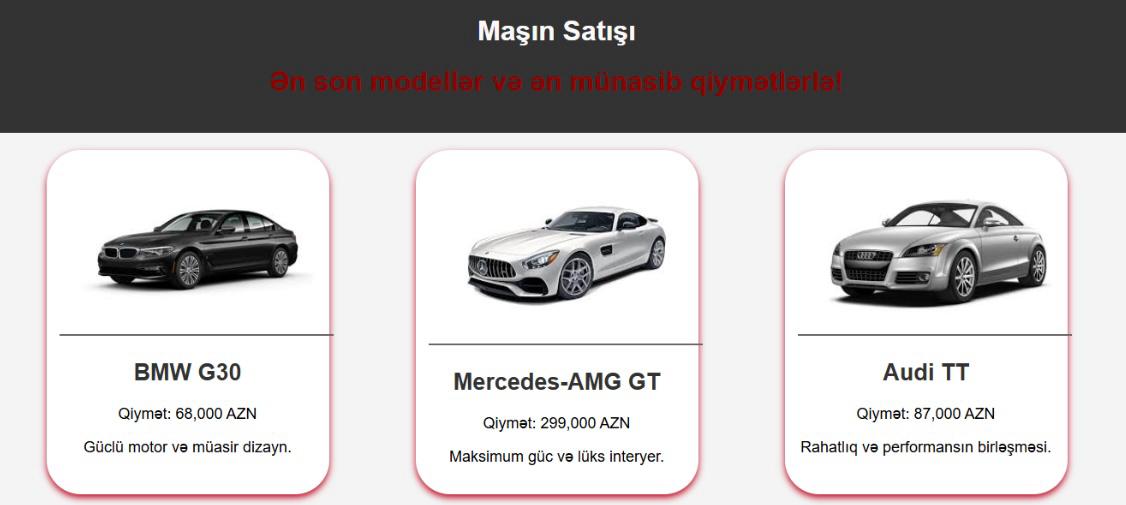 Maşın Satışı
Ən son modellər və ən münasib qiymətlərlə!
BMW G30
Qiymət: 68,000 AZN
Güclü motor və müasir dizayn.
Mercedes-AMG GT
Qiymət: 299,000 AZN
Maksimum güc və lüks interyer.
Audi TT
Qiymət: 87,000 AZN
Rahatlıq və performansın birləşməsi.